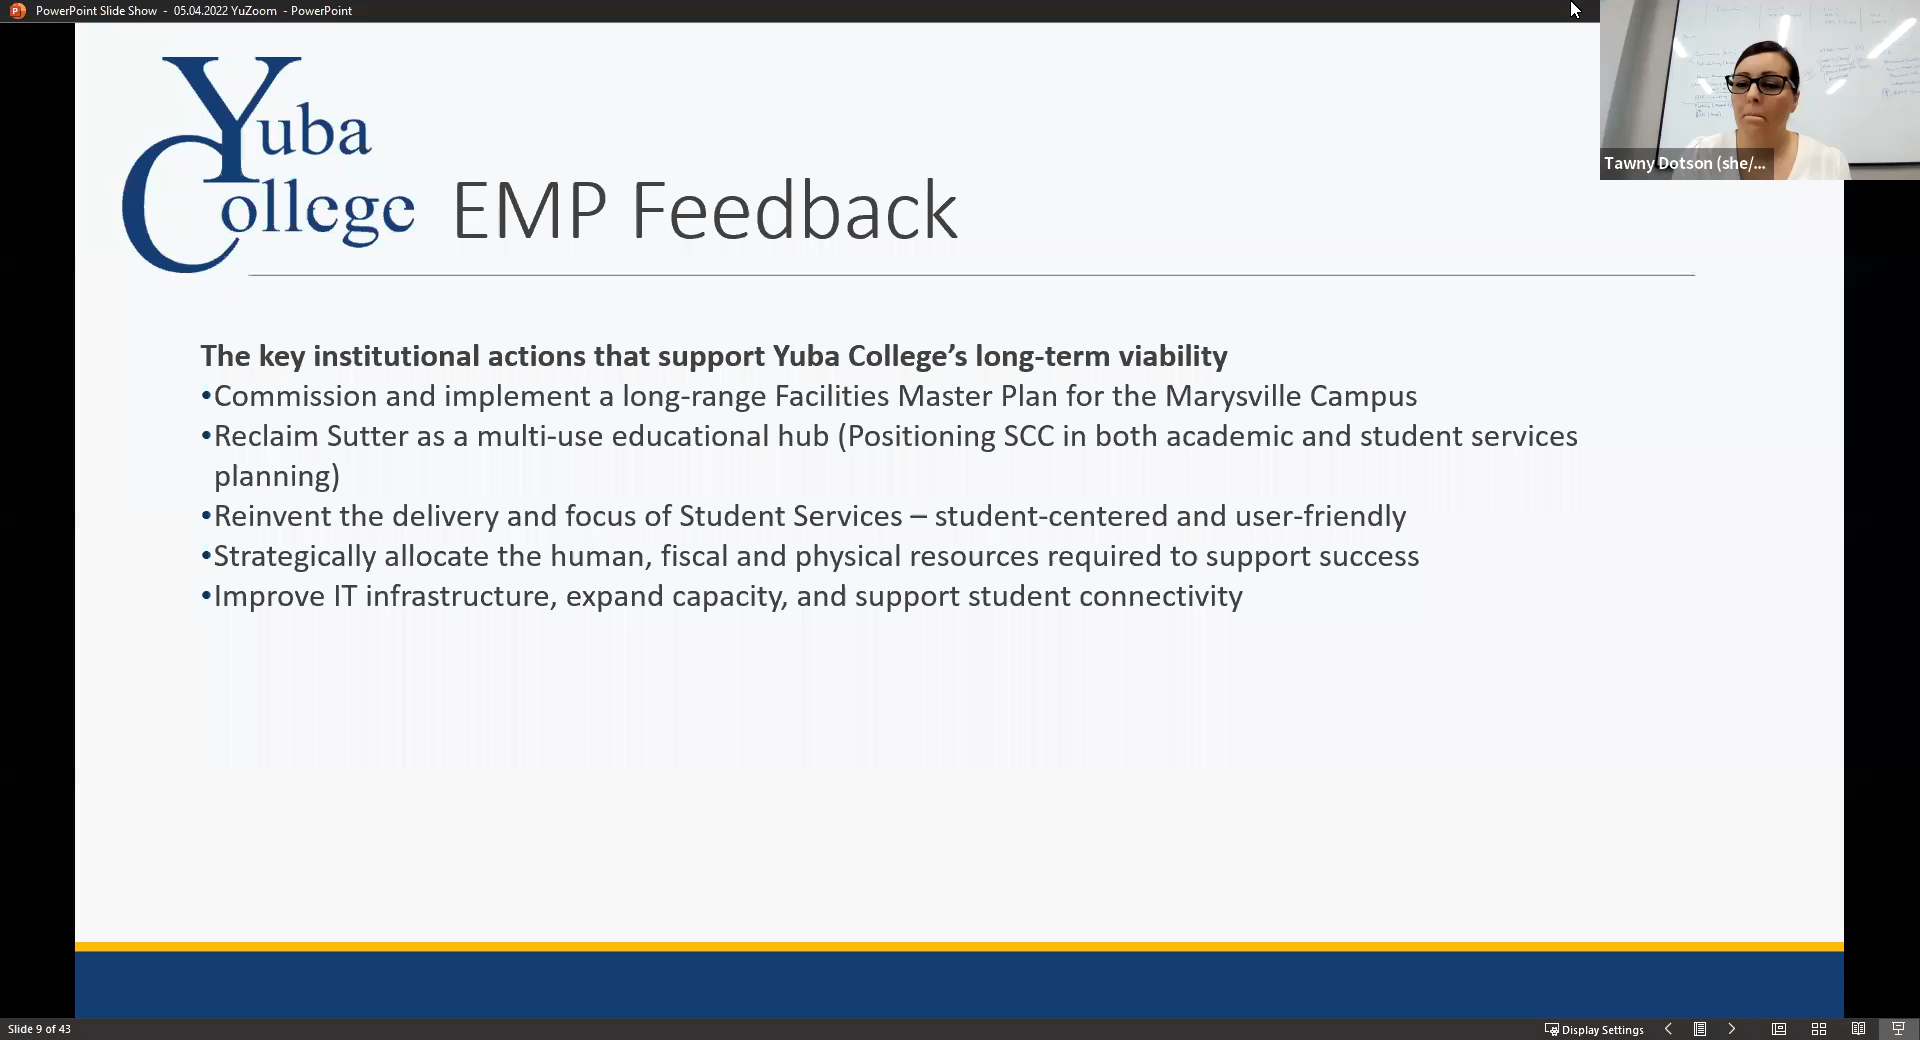 PowerPoint Slide Show - 05.04.2022 YuZoom - PowerPoint
Tawny Dotson (she/...
Yuba
College
EMP Feedback
The key institutional actions that support Yuba College’s long-term viability
•Commission and implement a long-range Facilities Master Plan for the Marysville Campus
•Reclaim Sutter as a multi-use educational hub (Positioning SCC in both academic and student services
planning)
•Reinvent the delivery and focus of Student Services – student-centered and user-friendly
•Strategically allocate the human, fiscal and physical resources required to support success
•Improve IT infrastructure, expand capacity, and support student connectivity
Slide 9 of 43
Display Settings